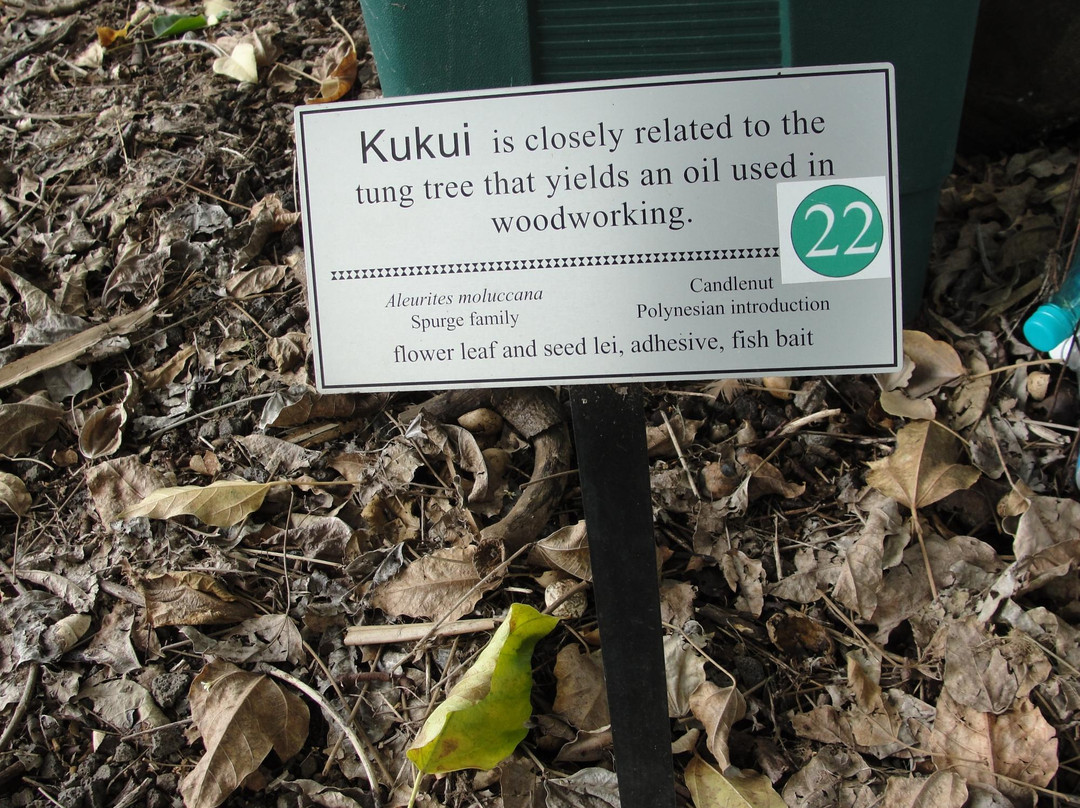 Kukui is closely related to the
tung tree that yields an oil used in
woodworking.
22
Aleurites moluccana
Spurge family
Candlenut
Polynesian introduction
flower leaf and seed lei, adhesive, fish bait